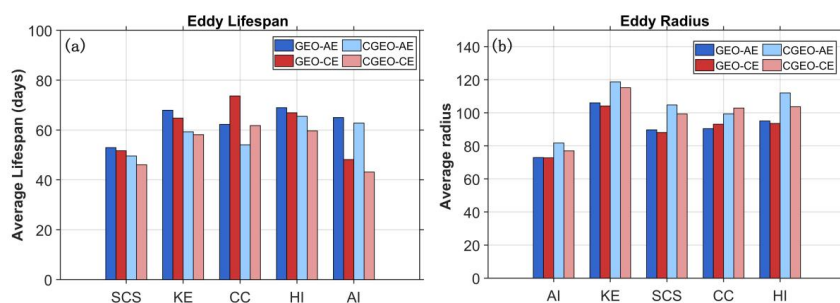 Eddy Lifespan
(a)
GEO-AE CGEO-AE
GEO-CE CGEO-CE
Average Lifespan (days)
100
80
60
40
20
0
SCS KE CC HI AI
Eddy Radius
(b)
GEO-AE CGEO-AE
GEO-CE CGEO-CE
Average radius
140
120
100
80
60
40
20
0
AI KE SCS CC HI